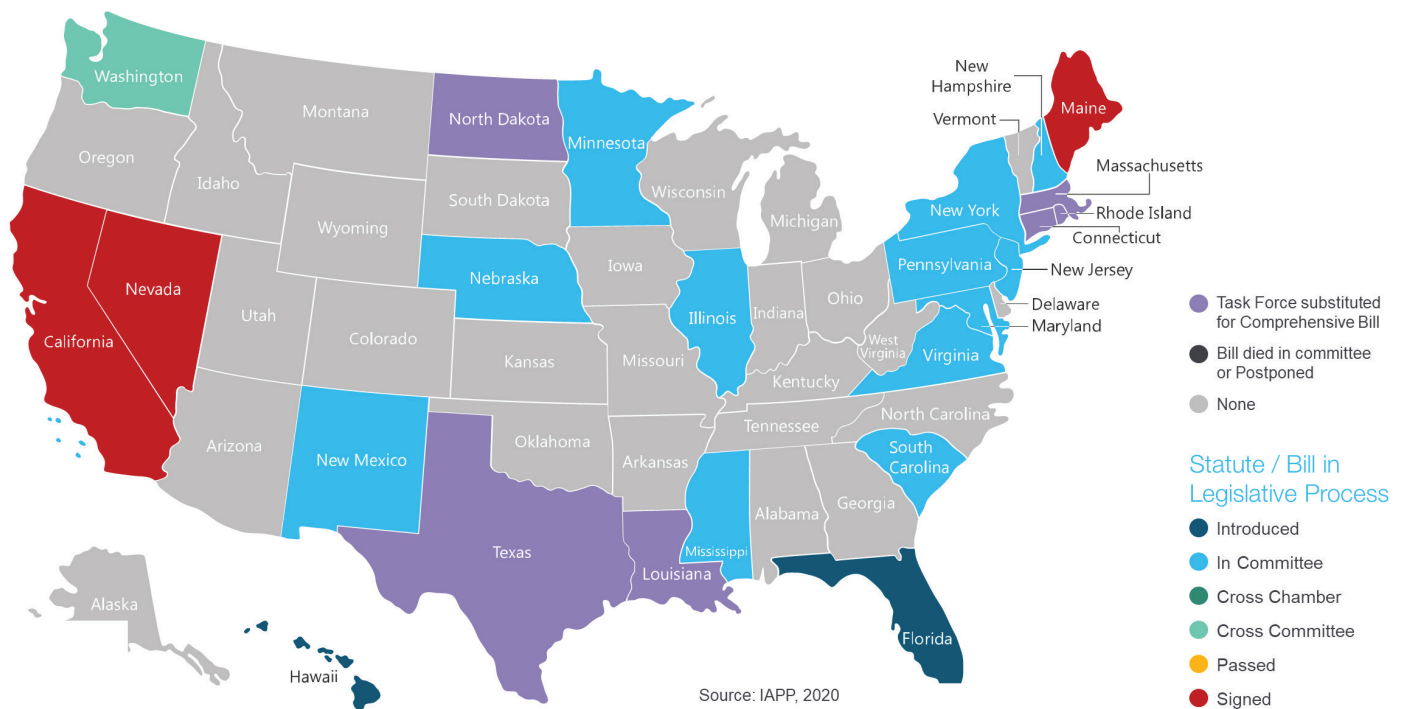 Washington
Montana
North Dakota
Minnesota
New
Hampshire
Maine
Vermont
Oregon
Idaho
Wisconsin
Massachusetts
South Dakota
Michigan
New York
Rhode Island
Wyoming
Connecticut
Iowa
Pennsylvania
New Jersey
Nebraska
Nevada
Ohio
Delaware
Utah
Illinois
Indiana
Maryland
California
Colorado
West
Virginia
Virginia
Kansas
Missouri
Kentucky
North Carolina
Tennessee
Arizona
Oklahoma
New Mexico
Arkansas
South
Carolina
Georgia
Alabama
Mississippi
Texas
Louisiana
Alaska
Florida
Hawaii
Source: IAPP, 2020
Task Force substituted
for Comprehensive Bill
Bill died in committee
or Postponed
None
Statute / Bill in
Legislative Process
Introduced
In Committee
Cross Chamber
Cross Committee
Passed
Signed